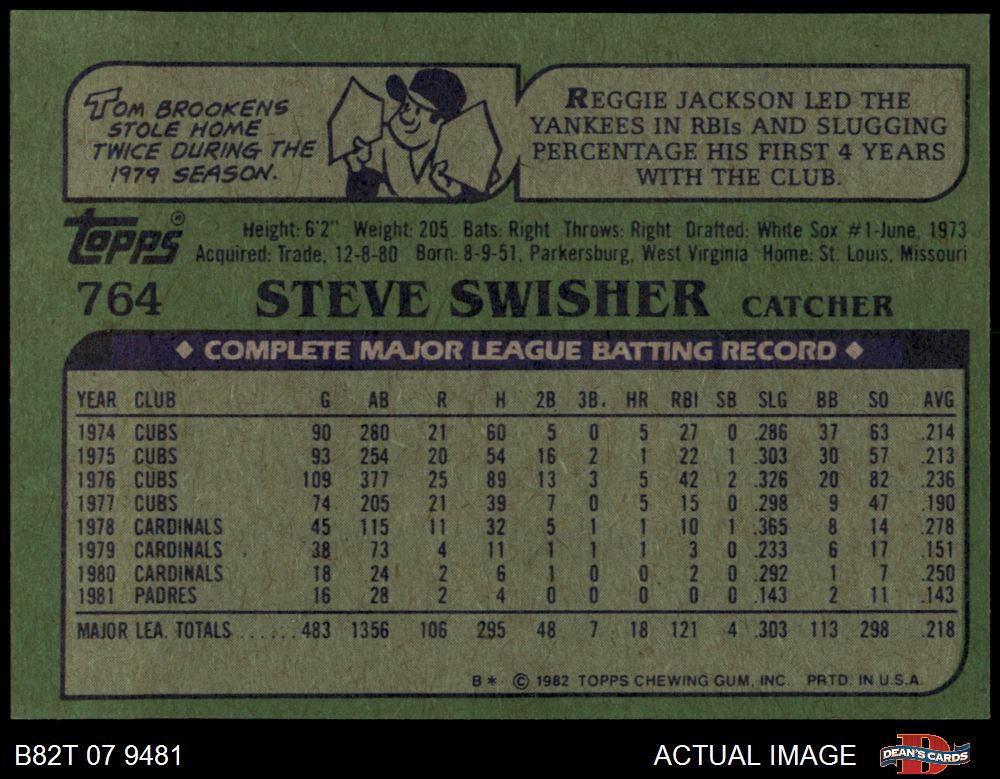 TOM BROOKENS
STOLE HOME
TWICE DURING THE
1979 SEASON.
REGGIE JACKSON LED THE
YANKEES IN RBIs AND SLUGGING
PERCENTAGE HIS FIRST 4 YEARS
WITH THE CLUB.
Topps®
Height: 6'2" Weight: 205 Bats: Right Throws: Right Drafted: White Sox #1-June, 1973
Acquired: Trade, 12-8-80 Born: 8-9-51, Parkersburg, West Virginia Home: St. Louis, Missouri
764 STEVE SWISHER CATCHER
◆ COMPLETE MAJOR LEAGUE BATTING RECORD ◆
YEAR CLUB G AB R H 2B 3B. HR RBI SB SLG BB SO AVG
1974 CUBS 90 280 21 60 5 0 5 27 0 .286 37 63 .214
1975 CUBS 93 254 20 54 16 2 1 22 1 .303 30 57 .213
1976 CUBS 109 377 25 89 13 3 5 42 2 .326 20 82 .236
1977 CUBS 74 205 21 39 7 0 5 15 0 .298 9 47 .190
1978 CARDINALS 45 115 11 32 5 1 1 10 1 .365 8 14 .278
1979 CARDINALS 38 73 4 11 1 1 1 3 0 .233 6 17 .151
1980 CARDINALS 18 24 2 6 1 0 0 2 0 .292 1 7 .250
1981 PADRES 16 28 2 4 0 0 0 0 0 .143 2 11 .143
MAJOR LEA. TOTALS ...... 483 1356 106 295 48 7 18 121 4 .303 113 298 .218
B* © 1982 TOPPS CHEWING GUM, INC. PRTD. IN U.S.A.
B82T 07 9481 ACTUAL IMAGE DEAN'S CARDS